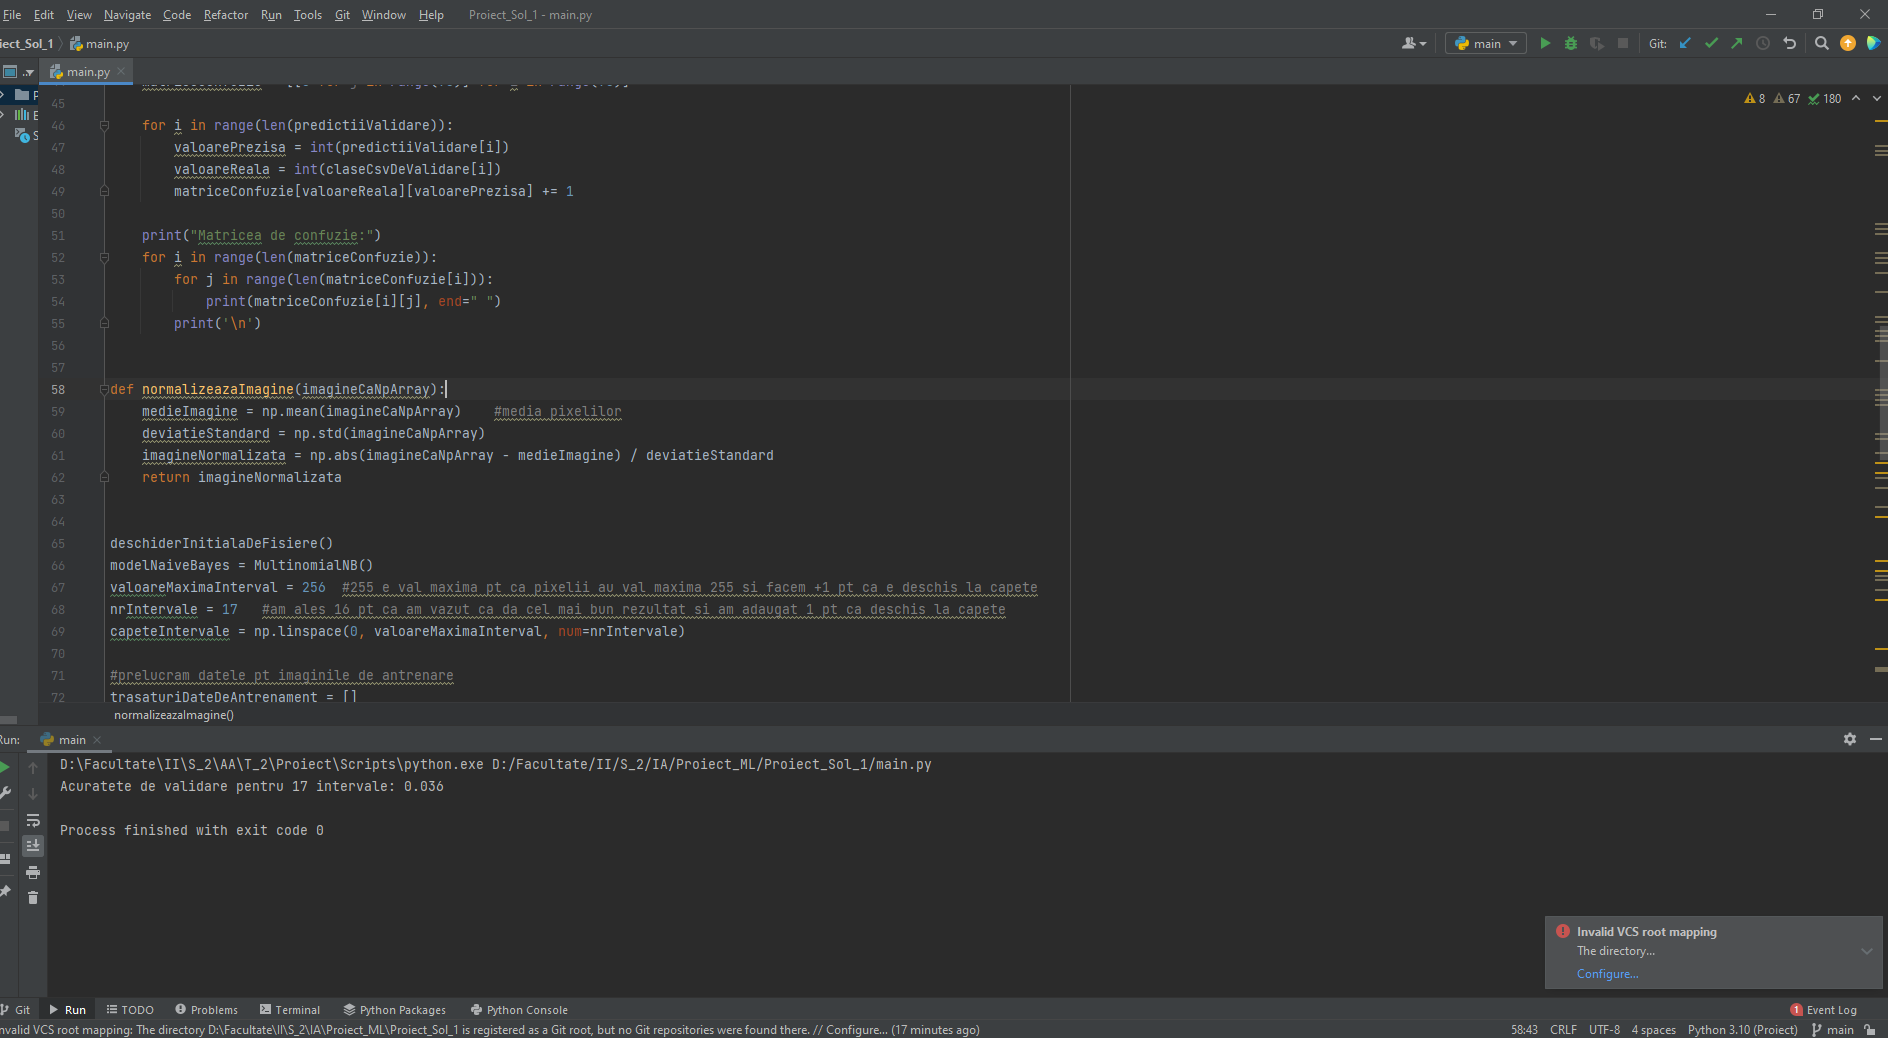 File Edit View Navigate Code Refactor Run Tools Git Window Help Proiect_Sol_1 - main.py
iect_Sol_1 main.py main Git:
main.py
8 67 180
45
46 for i in range(len(predictiiValidare)):
47 valoarePrezisa = int(predictiiValidare[i])
48 valoareReala = int(claseCsvDeValidare[i])
49 matriceConfuzie[valoareReala][valoarePrezisa] += 1
50
51 print("Matricea de confuzie:")
52 for i in range(len(matriceConfuzie)):
53 for j in range(len(matriceConfuzie[i])):
54 print(matriceConfuzie[i][j], end=" ")
55 print('\n')
56
57
58 def normalizeazaImagine(imagineCaNpArray):
59 medieImagine = np.mean(imagineCaNpArray) #media pixelilor
60 deviatieStandard = np.std(imagineCaNpArray)
61 imagineNormalizata = np.abs(imagineCaNpArray - medieImagine) / deviatieStandard
62 return imagineNormalizata
63
64
65 deschiderInitialaDeFisiere()
66 modelNaiveBayes = MultinomialNB()
67 valoareMaximaInterval = 256 #255 e val maxima pt ca pixelii au val maxima 255 si facem +1 pt ca e deschis la capete
68 nrIntervale = 17 #am ales 16 pt ca am vazut ca da cel mai bun rezultat si am adaugat 1 pt ca deschis la capete
69 capeteIntervale = np.linspace(0, valoareMaximaInterval, num=nrIntervale)
70
71 #prelucram datele pt imaginile de antrenare
72 trasaturiDateDeAntrenament = []
normalizeazaImagine()
Run: main
D:\Facultate\II\S_2\AA\T_2\Proiect\Scripts\python.exe D:/Facultate/II/S_2/IA/Proiect_ML/Proiect_Sol_1/main.py
Acuratete de validare pentru 17 intervale: 0.036
Process finished with exit code 0
Invalid VCS root mapping
The directory...
Configure...
Git Run TODO Problems Terminal Python Packages Python Console 1 Event Log
nvalid VCS root mapping: The directory D:\Facultate\II\S_2\IA\Proiect_ML\Proiect_Sol_1 is registered as a Git root, but no Git repositories were found there. // Configure... (17 minutes ago) 58:43 CRLF UTF-8 4 spaces Python 3.10 (Proiect) main